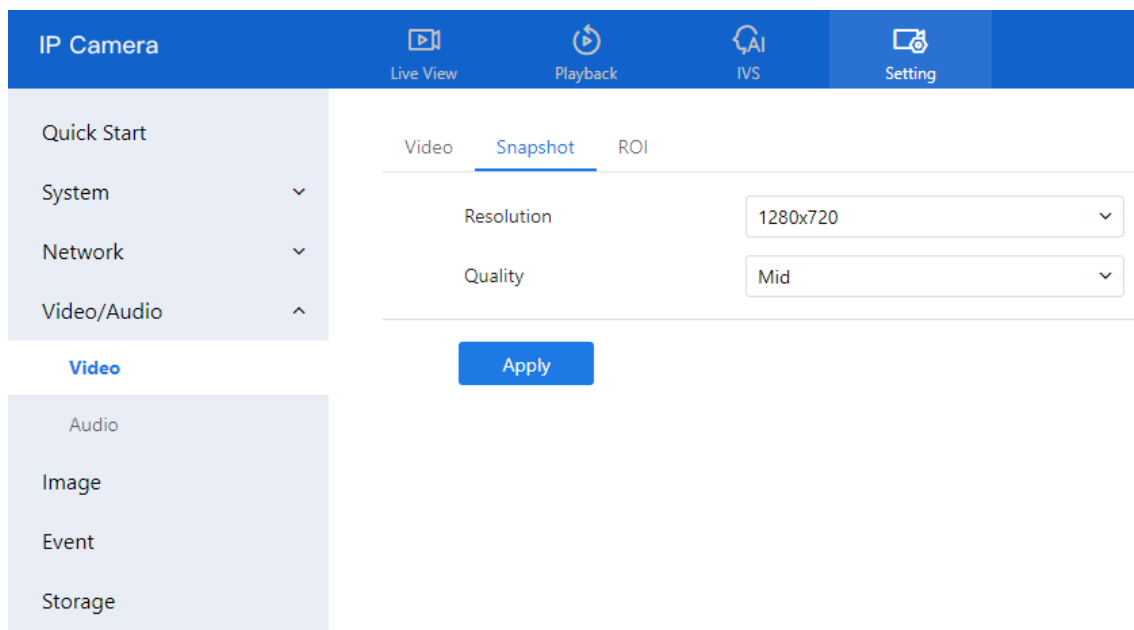 IP Camera
Live View
Playback
AI
IVS
Setting
Quick Start
System
Network
Video/Audio
Video
Audio
Image
Event
Storage
Video Snapshot ROI
Resolution 1280x720
Quality Mid
Apply